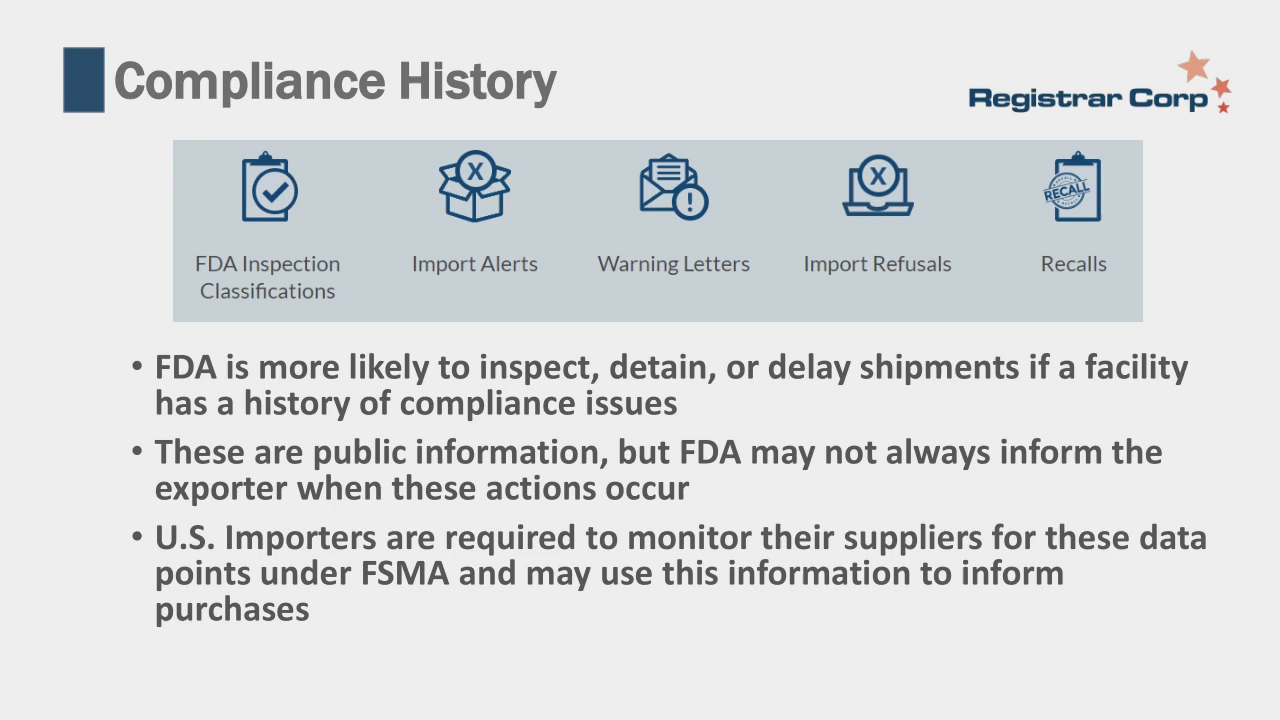 Compliance History
Registrar Corp
X
!
X
RECALL
FDA Inspection
Classifications
Import Alerts
Warning Letters
Import Refusals
Recalls
• FDA is more likely to inspect, detain, or delay shipments if a facility
has a history of compliance issues
• These are public information, but FDA may not always inform the
exporter when these actions occur
• U.S. Importers are required to monitor their suppliers for these data
points under FSMA and may use this information to inform
purchases